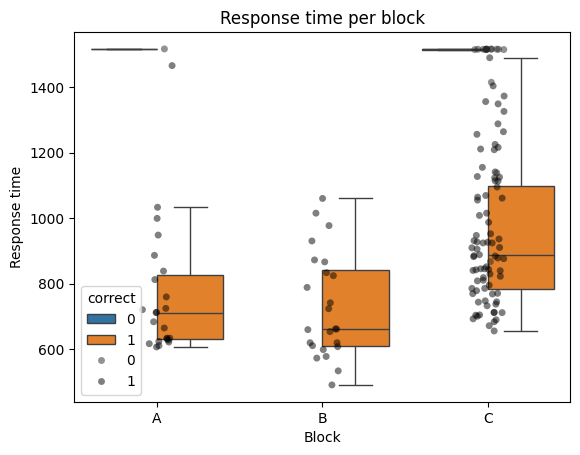 Response time per block
Response time
1400
1200
1000
800
600
correct
0
1
0
1
A
B
C
Block